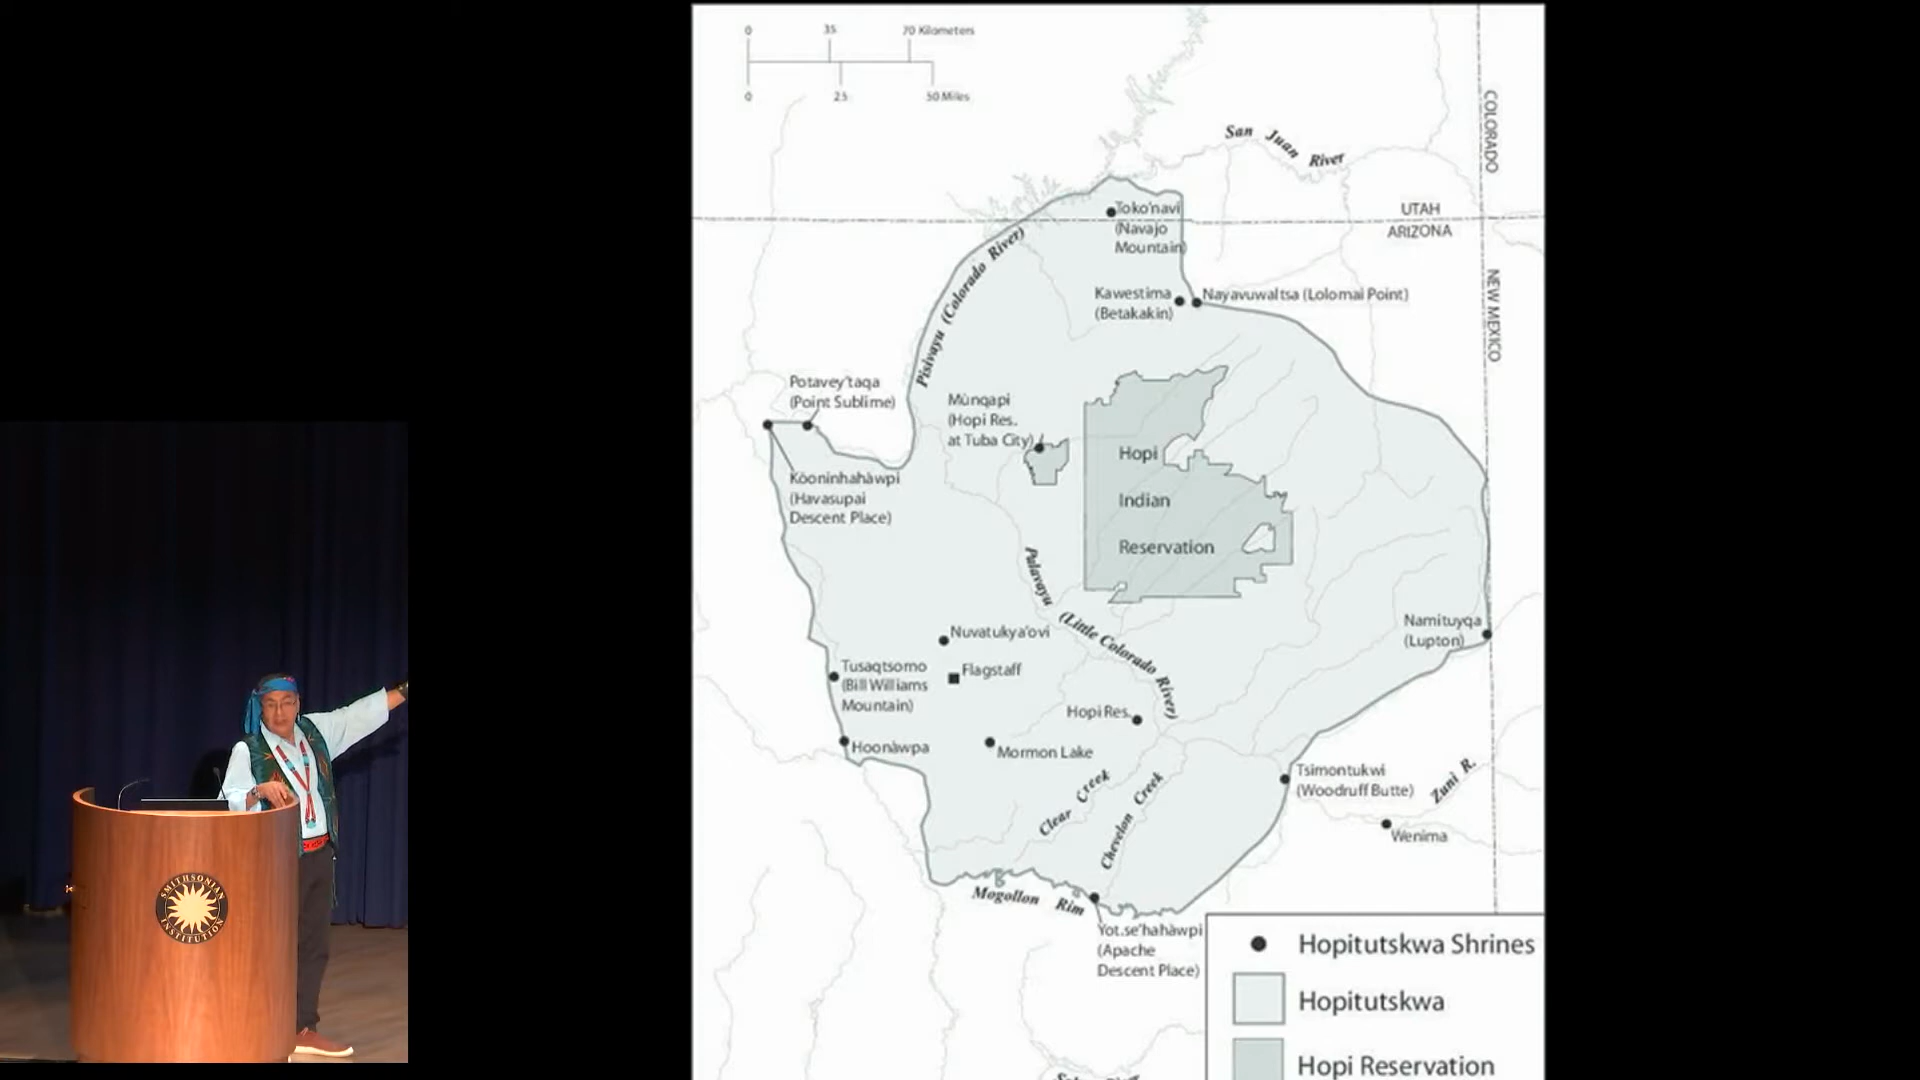 0 35 70 Kilometers
0 25 50 Miles
San Juan River
COLORADO
NEW MEXICO
UTAH
ARIZONA
Toko'navi
(Navajo
Mountain)
Pisivayu (Colorado River)
Kawestima
(Betakakin)
Nayavuwaltsa (Lolomai Point)
Potavey'taqa
(Point Sublime)
Mùnqapi
(Hopi Res.
at Tuba City)
Hopi
Indian
Reservation
Kòoninhahàwpi
(Havasupai
Descent Place)
Palavayu (Little Colorado River)
Namituyqa
(Lupton)
Nuvatukya'ovi
Flagstaff
Tusaqtsomo
(Bill Williams
Mountain)
Hopi Res.
Hoonàwpa
Mormon Lake
Clear Creek
Chevelon Creek
Tsimontukwi
(Woodruff Butte)
Zuni R.
Wenima
Mogollon Rim
Yot.se'hahàwpi
(Apache
Descent Place)
Hopitutskwa Shrines
Hopitutskwa
Hopi Reservation
SMITHSONIAN
INSTITUTION